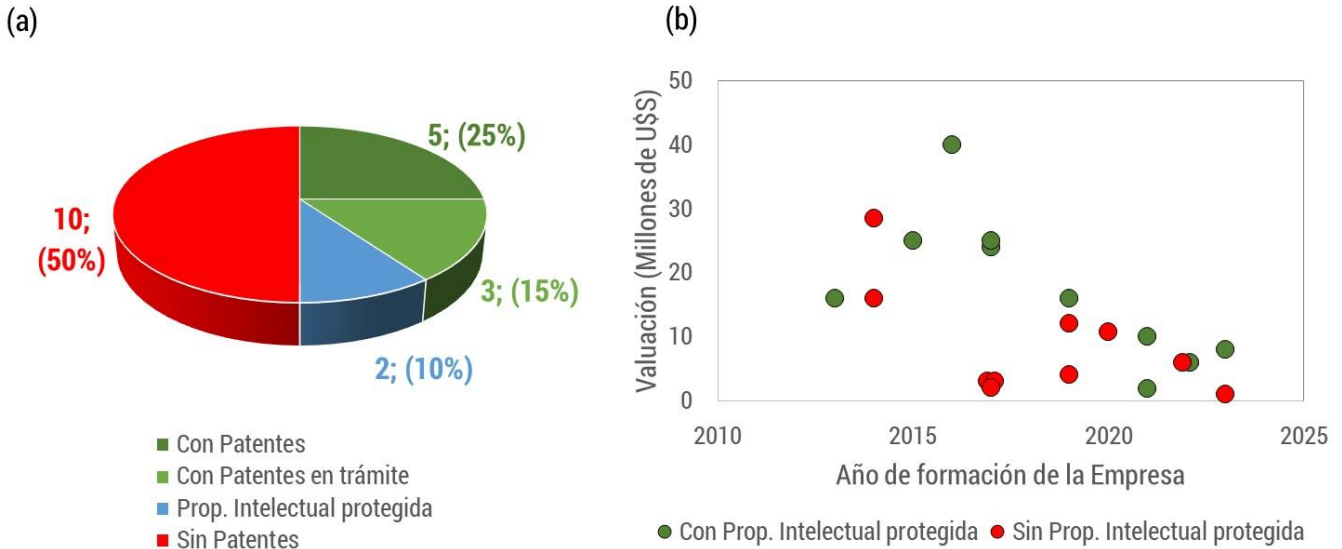 (a)
5; (25%)
10;
(50%)
3; (15%)
2; (10%)
Con Patentes
Con Patentes en trámite
Prop. Intelectual protegida
Sin Patentes
(b)
Valuación (Millones de U$S)
50
40
30
20
10
0
2010 2015 2020 2025
Año de formación de la Empresa
Con Prop. Intelectual protegida Sin Prop. Intelectual protegida